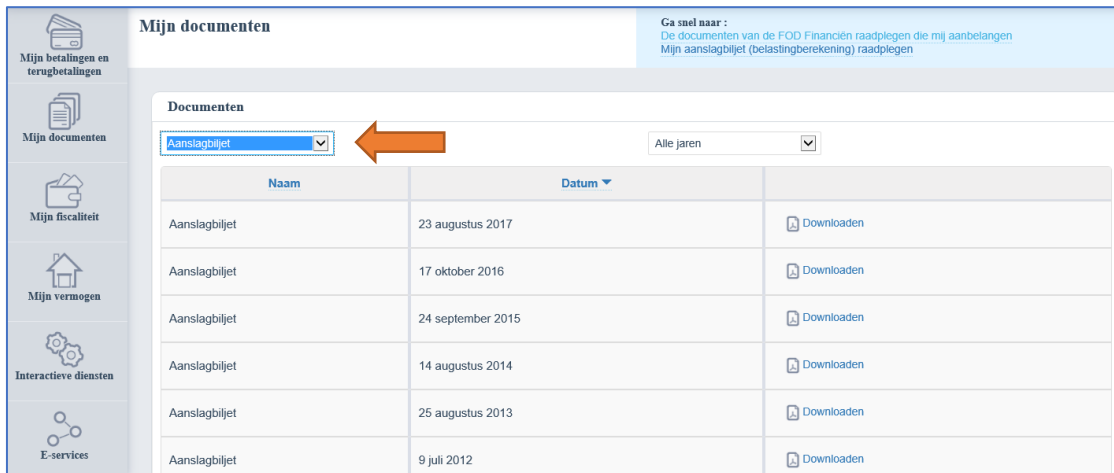 Mijn betalingen en
terugbetalingen
Mijn documenten
Mijn fiscaliteit
Mijn vermogen
Interactieve diensten
E-services
Mijn documenten
Ga snel naar :
De documenten van de FOD Financiën raadplegen die mij aanbelangen
Mijn aanslagbiljet (belastingberekening) raadplegen
Documenten
Aanslagbiljet Alle jaren
Naam Datum
Aanslagbiljet 23 augustus 2017 Downloaden
Aanslagbiljet 17 oktober 2016 Downloaden
Aanslagbiljet 24 september 2015 Downloaden
Aanslagbiljet 14 augustus 2014 Downloaden
Aanslagbiljet 25 augustus 2013 Downloaden
Aanslagbiljet 9 juli 2012 Downloaden